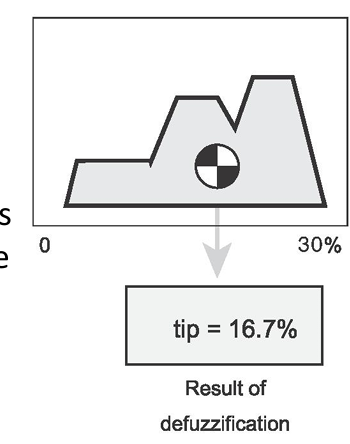 s
e
0 30%
tip = 16.7%
Result of
defuzzification